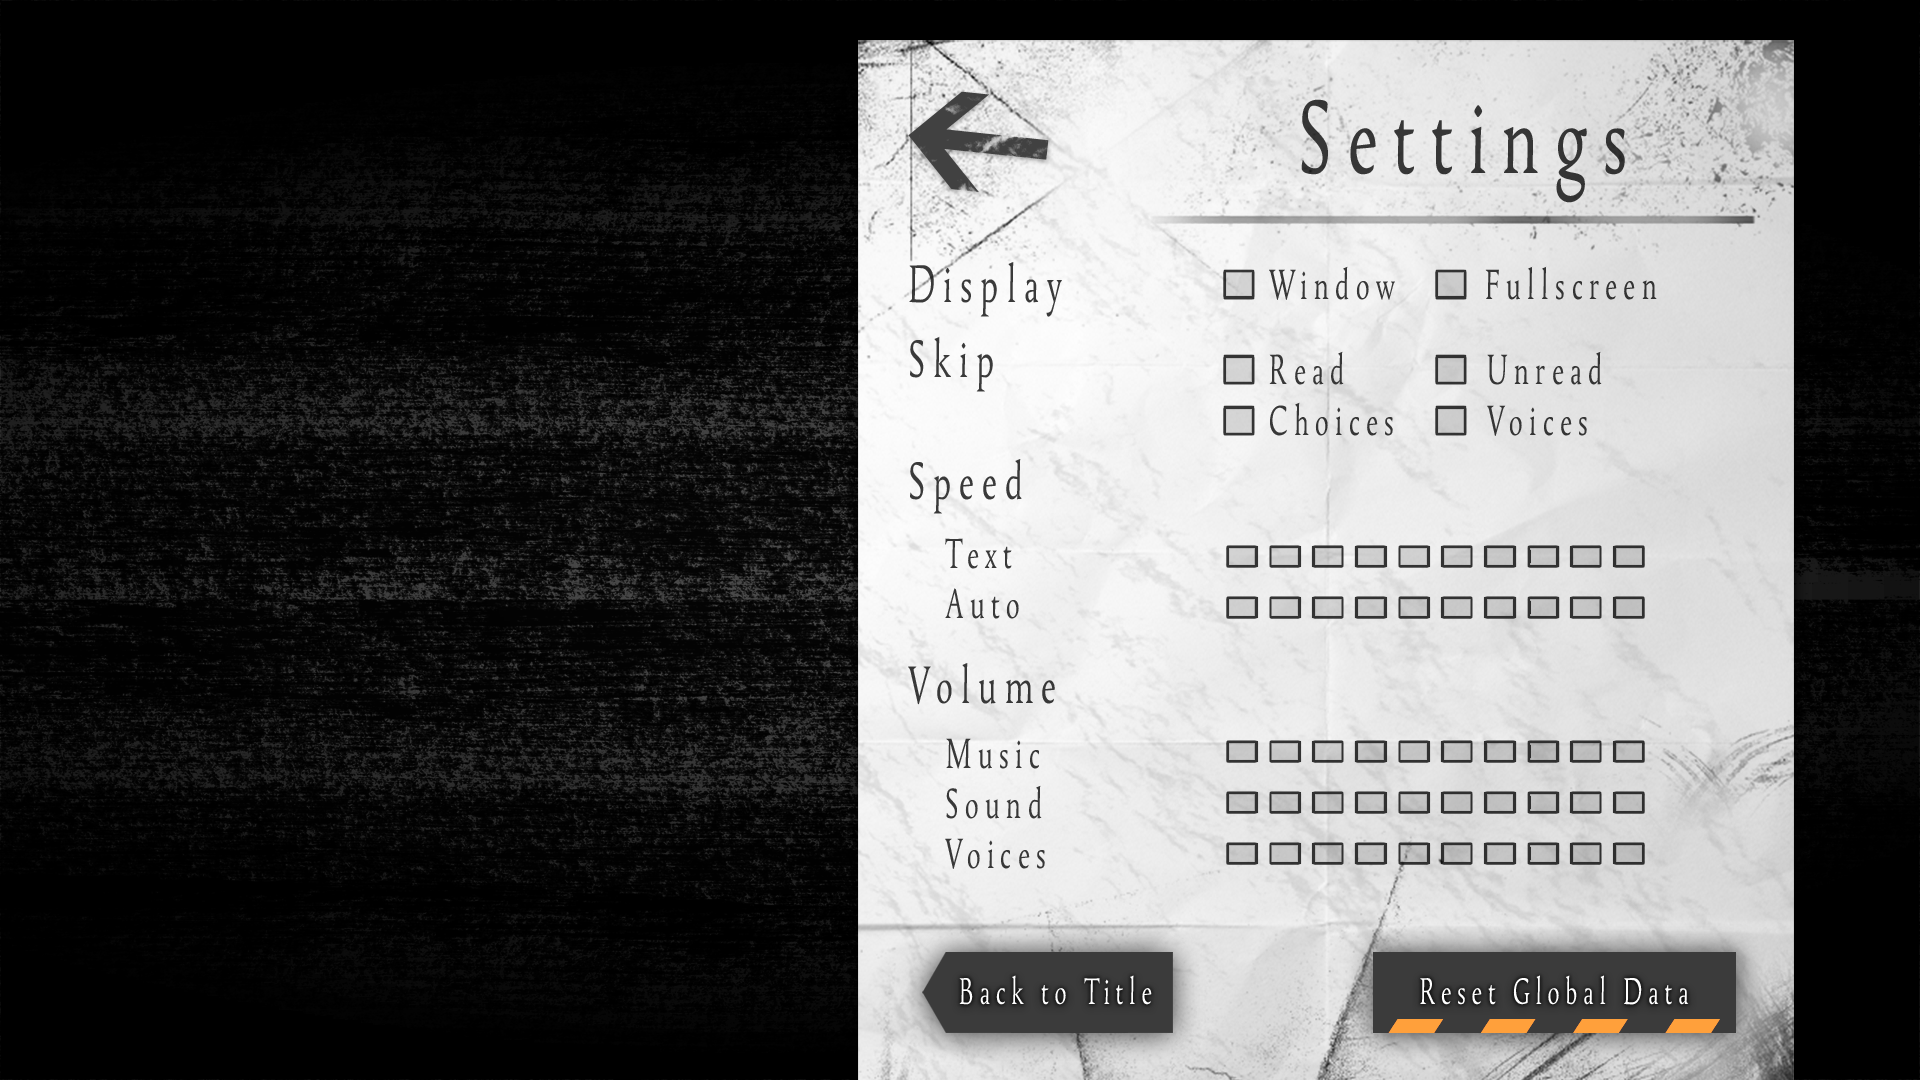 Settings
Display Window Fullscreen
Skip Read Unread
Choices Voices
Speed
Text
Auto
Volume
Music
Sound
Voices
Back to Title Reset Global Data